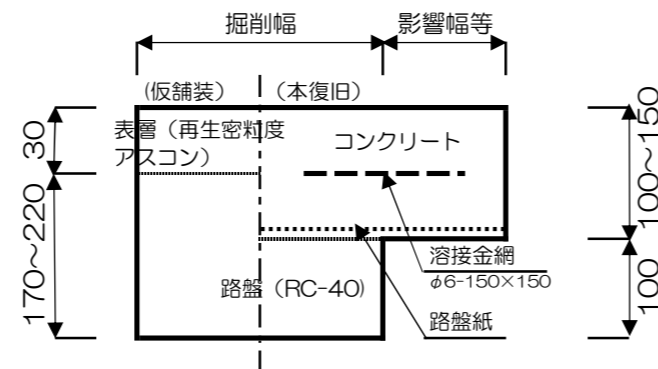 掘削幅
影響幅等
(仮舗装)
(本復旧)
30
表層(再生密粒度
アスコン)
コンクリート
100~150
170~220
溶接金網
φ6-150×150
路盤(RC-40)
路盤紙
100